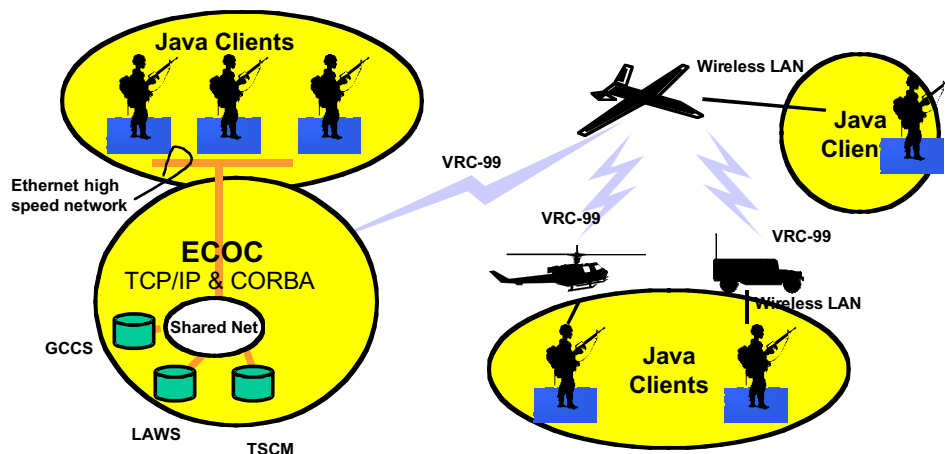 Java Clients
Wireless LAN
Java
Client
VRC-99
Ethernet high
speed network
VRC-99
VRC-99
ECOC
TCP/IP & CORBA
Wireless LAN
Shared Net
GCCS
Java
Clients
LAWS
TSCM